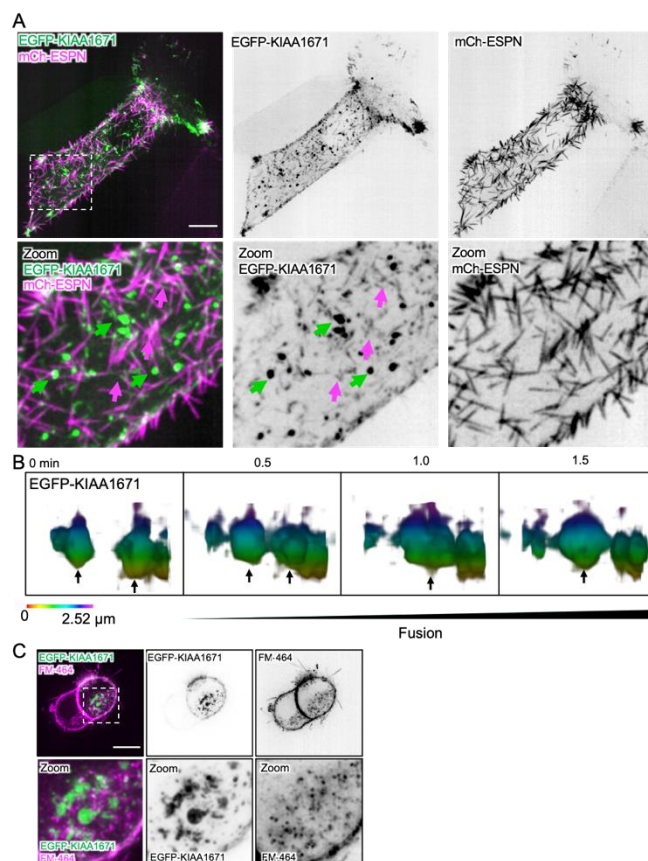 A
EGFP-KIAA1671
mCh-ESPN
EGFP-KIAA1671
mCh-ESPN
Zoom
EGFP-KIAA1671
mCh-ESPN
Zoom
EGFP-KIAA1671
Zoom
mCh-ESPN
B
0 min
0.5
1.0
1.5
EGFP-KIAA1671
0
2.52 µm
Fusion
C
EGFP-KIAA1671
FM-464
EGFP-KIAA1671
FM-464
Zoom
EGFP-KIAA1671
FM-464
Zoom
EGFP-KIAA1671
Zoom
FM-464